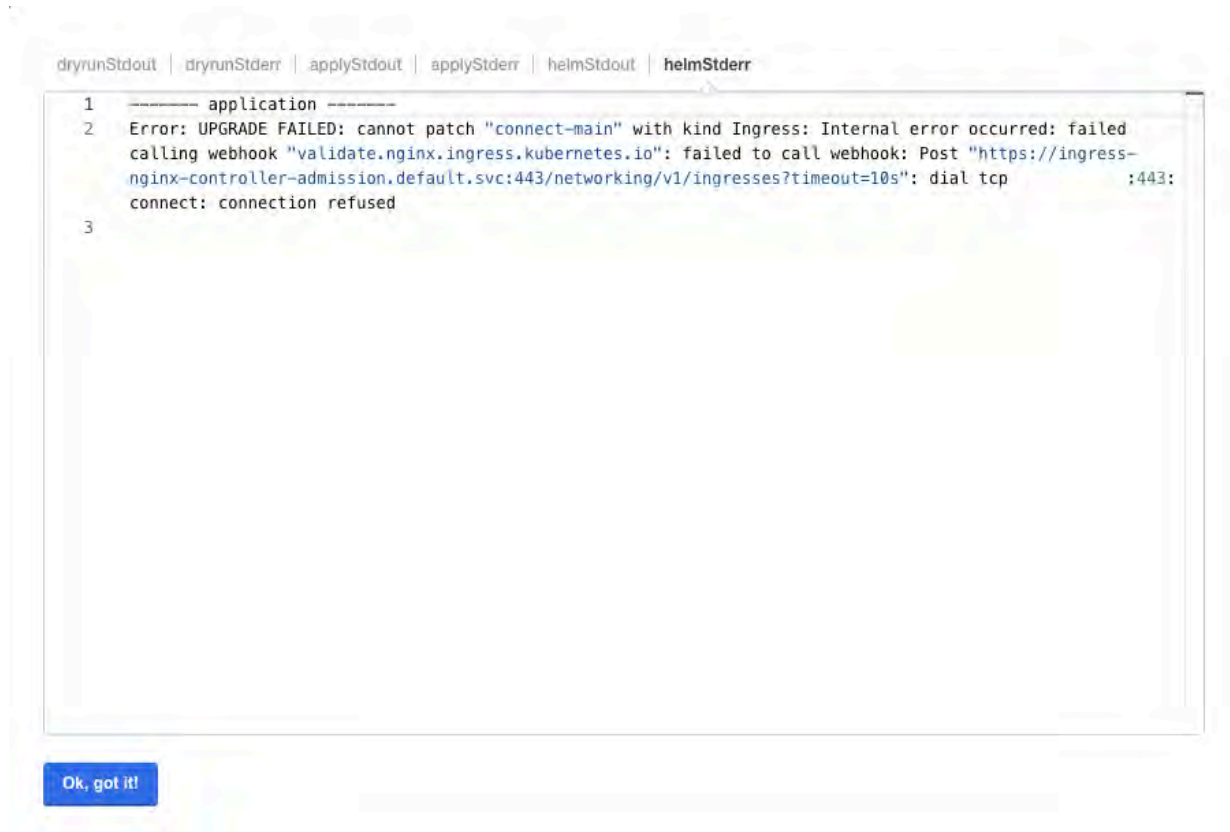 dryrunStdout | dryrunStderr | applyStdout | applyStderr | helmStdout | helmStderr
1 ------- application -------
2 Error: UPGRADE FAILED: cannot patch "connect-main" with kind Ingress: Internal error occurred: failed
calling webhook "validate.nginx.ingress.kubernetes.io": failed to call webhook: Post "https://ingress-
nginx-controller-admission.default.svc:443/networking/v1/ingresses?timeout=10s": dial tcp :443:
connect: connection refused
3
Ok, got it!